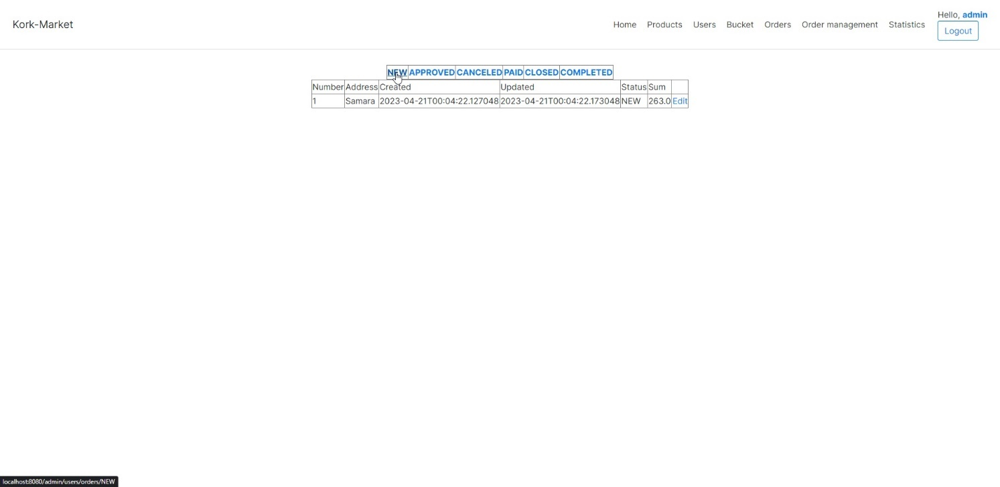 Kork-Market
Home Products Users Bucket Orders Order management Statistics
Hello, admin
Logout
NEW APPROVED CANCELED PAID CLOSED COMPLETED
Number Address Created Updated Status Sum
1 Samara 2023-04-21T00:04:22.127048 2023-04-21T00:04:22.173048 NEW 263.0 Edit
localhost:8080/admin/users/orders/NEW